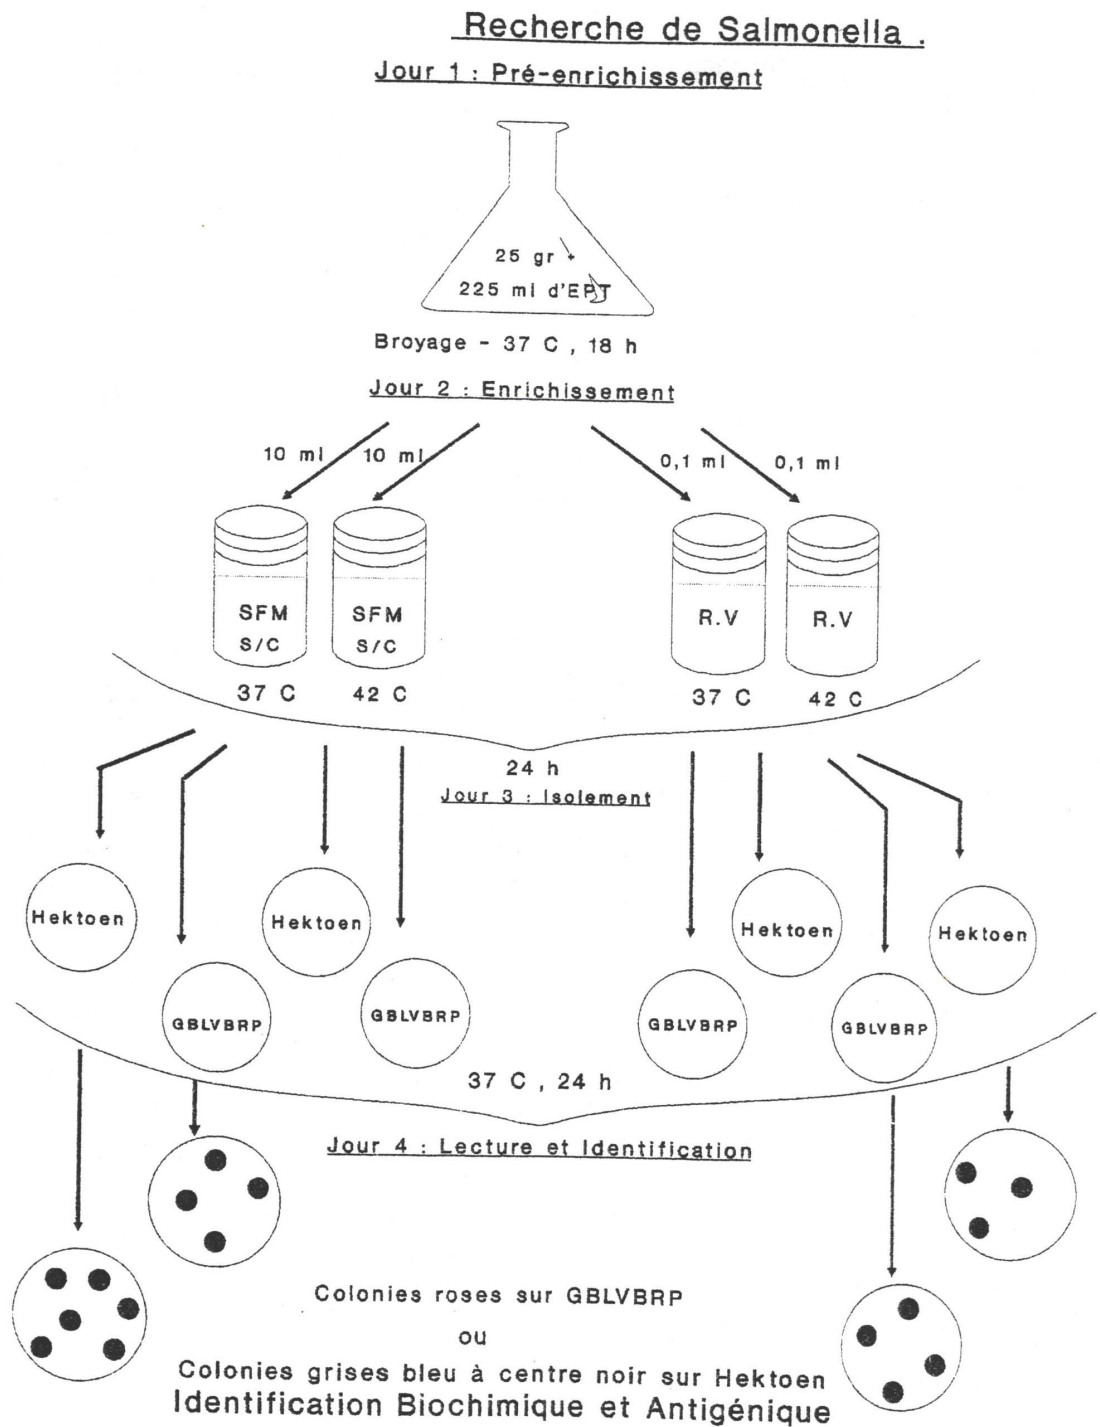 Recherche de Salmonella .
Jour 1 : Pré-enrichissement
25 gr +
225 ml d'EPT
Broyage - 37 C , 18 h
Jour 2 : Enrichissement
10 ml 10 ml 0,1 ml 0,1 ml
SFM SFM R.V R.V
S/C S/C
37 C 42 C 37 C 42 C
24 h
Jour 3 : Isolement
Hektoen Hektoen Hektoen Hektoen
GBLVBRP GBLVBRP GBLVBRP GBLVBRP
37 C , 24 h
Jour 4 : Lecture et Identification
Colonies roses sur GBLVBRP
ou
Colonies grises bleu à centre noir sur Hektoen
Identification Biochimique et Antigénique